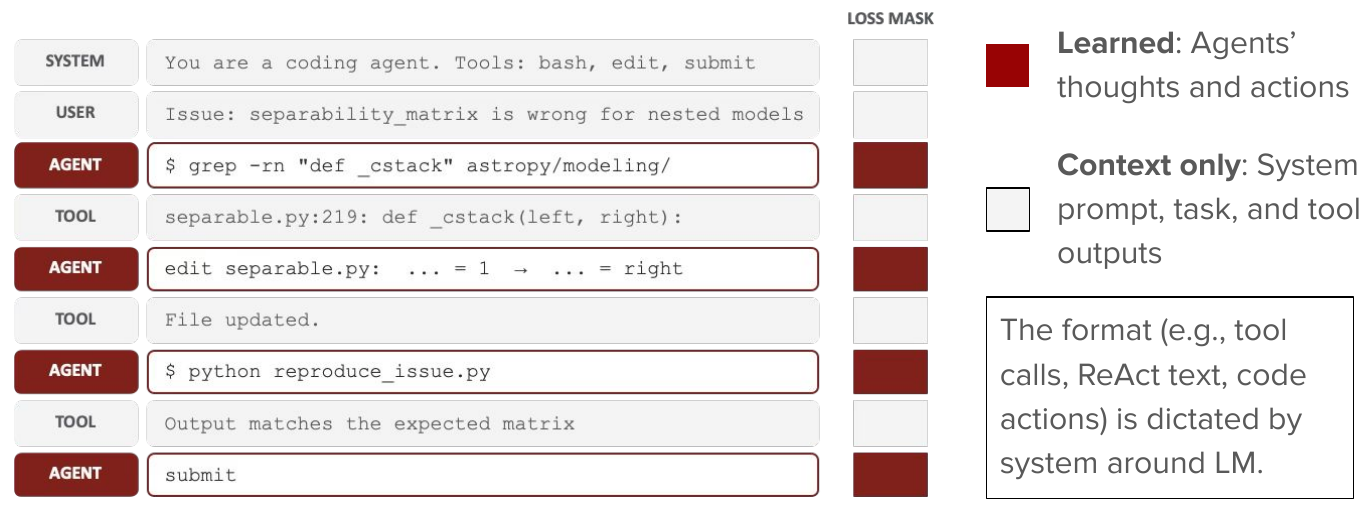 LOSS MASK
SYSTEM
You are a coding agent. Tools: bash, edit, submit
USER
Issue: separability_matrix is wrong for nested models
AGENT
$ grep -rn "def _cstack" astropy/modeling/
TOOL
separable.py:219: def _cstack(left, right):
AGENT
edit separable.py:  ... = 1  →  ... = right
TOOL
File updated.
AGENT
$ python reproduce_issue.py
TOOL
Output matches the expected matrix
AGENT
submit
Learned: Agents’
thoughts and actions
Context only: System
prompt, task, and tool
outputs
The format (e.g., tool
calls, ReAct text, code
actions) is dictated by
system around LM.